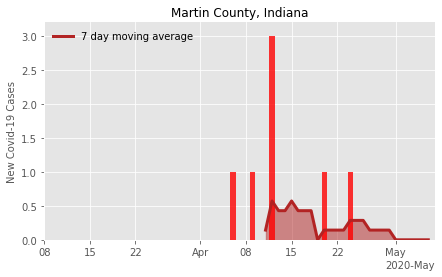 Martin County, Indiana
7 day moving average
New Covid-19 Cases
3.0
2.5
2.0
1.5
1.0
0.5
0.0
08 15 22 Apr 08 15 22 May
2020-May